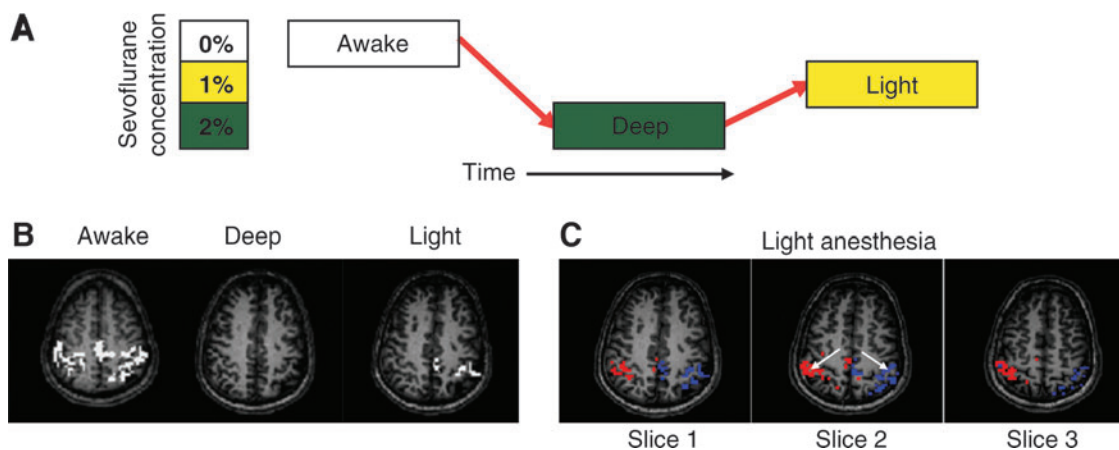 A
Sevoflurane
concentration
0%
1%
2%
Awake
Deep
Light
Time
B
Awake
Deep
Light
C
Light anesthesia
Slice 1
Slice 2
Slice 3